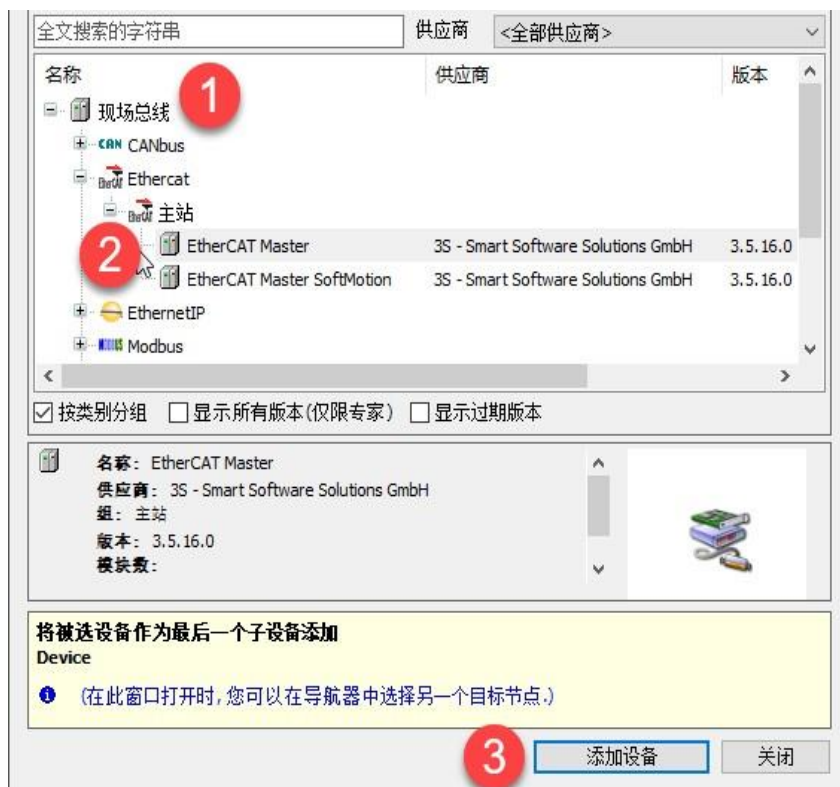 全文搜索的字符串 供应商 <全部供应商>
名称 供应商 版本
1
现场总线
CAN CANbus
EtherCAT Ethercat
EtherCAT 主站
2
EtherCAT Master 3S - Smart Software Solutions GmbH 3.5.16.0
EtherCAT Master SoftMotion 3S - Smart Software Solutions GmbH 3.5.16.0
EthernetIP
MODBUS Modbus
按类别分组 显示所有版本(仅限专家) 显示过期版本
名称: EtherCAT Master
供应商: 3S - Smart Software Solutions GmbH
组: 主站
版本: 3.5.16.0
模块数:
将被选设备作为最后一个子设备添加
Device
(在此窗口打开时,您可以在导航器中选择另一个目标节点.)
3 添加设备 关闭